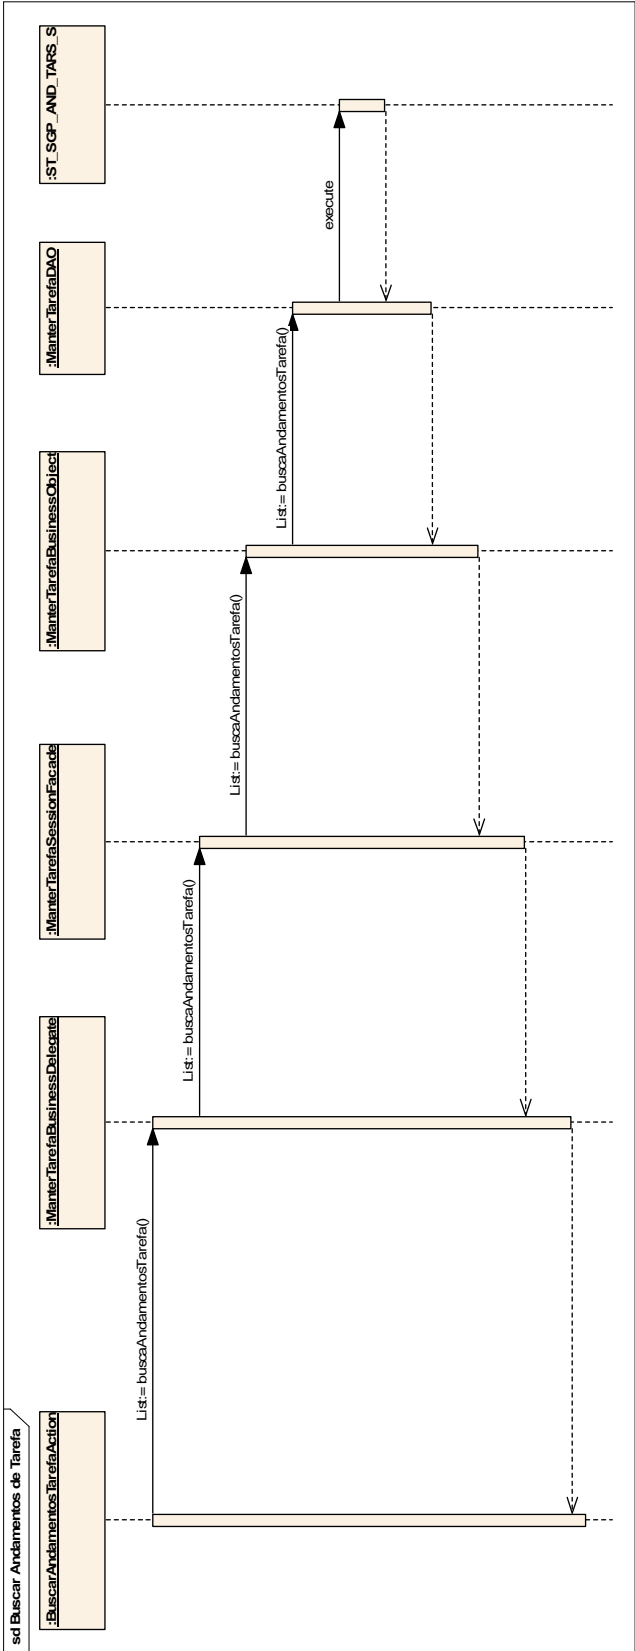 sd Buscar Andamentos de Tarefa
:BuscarAndamentosTarefaAction
:ManterTarefaBusinessDelegate
:ManterTarefaSessionFacade
:ManterTarefaBusinessObject
:ManterTarefaDAO
:ST_SGP_AND_TARS_S
List:= buscaAndamentosTarefa()
List:= buscaAndamentosTarefa()
List:= buscaAndamentosTarefa()
List:= buscaAndamentosTarefa()
execute